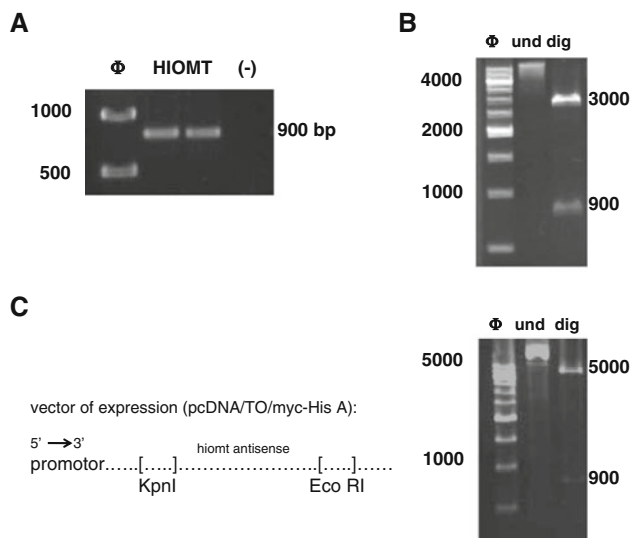 A
Φ HIOMT (-)
1000
500
900 bp
B
Φ und dig
4000
2000
1000
3000
900
C
vector of expression (pcDNA/TO/myc-His A):
5' → 3'
hiomt antisense
promotor......[.....]........................[.....]......
KpnI Eco RI
Φ und dig
5000
1000
5000
900